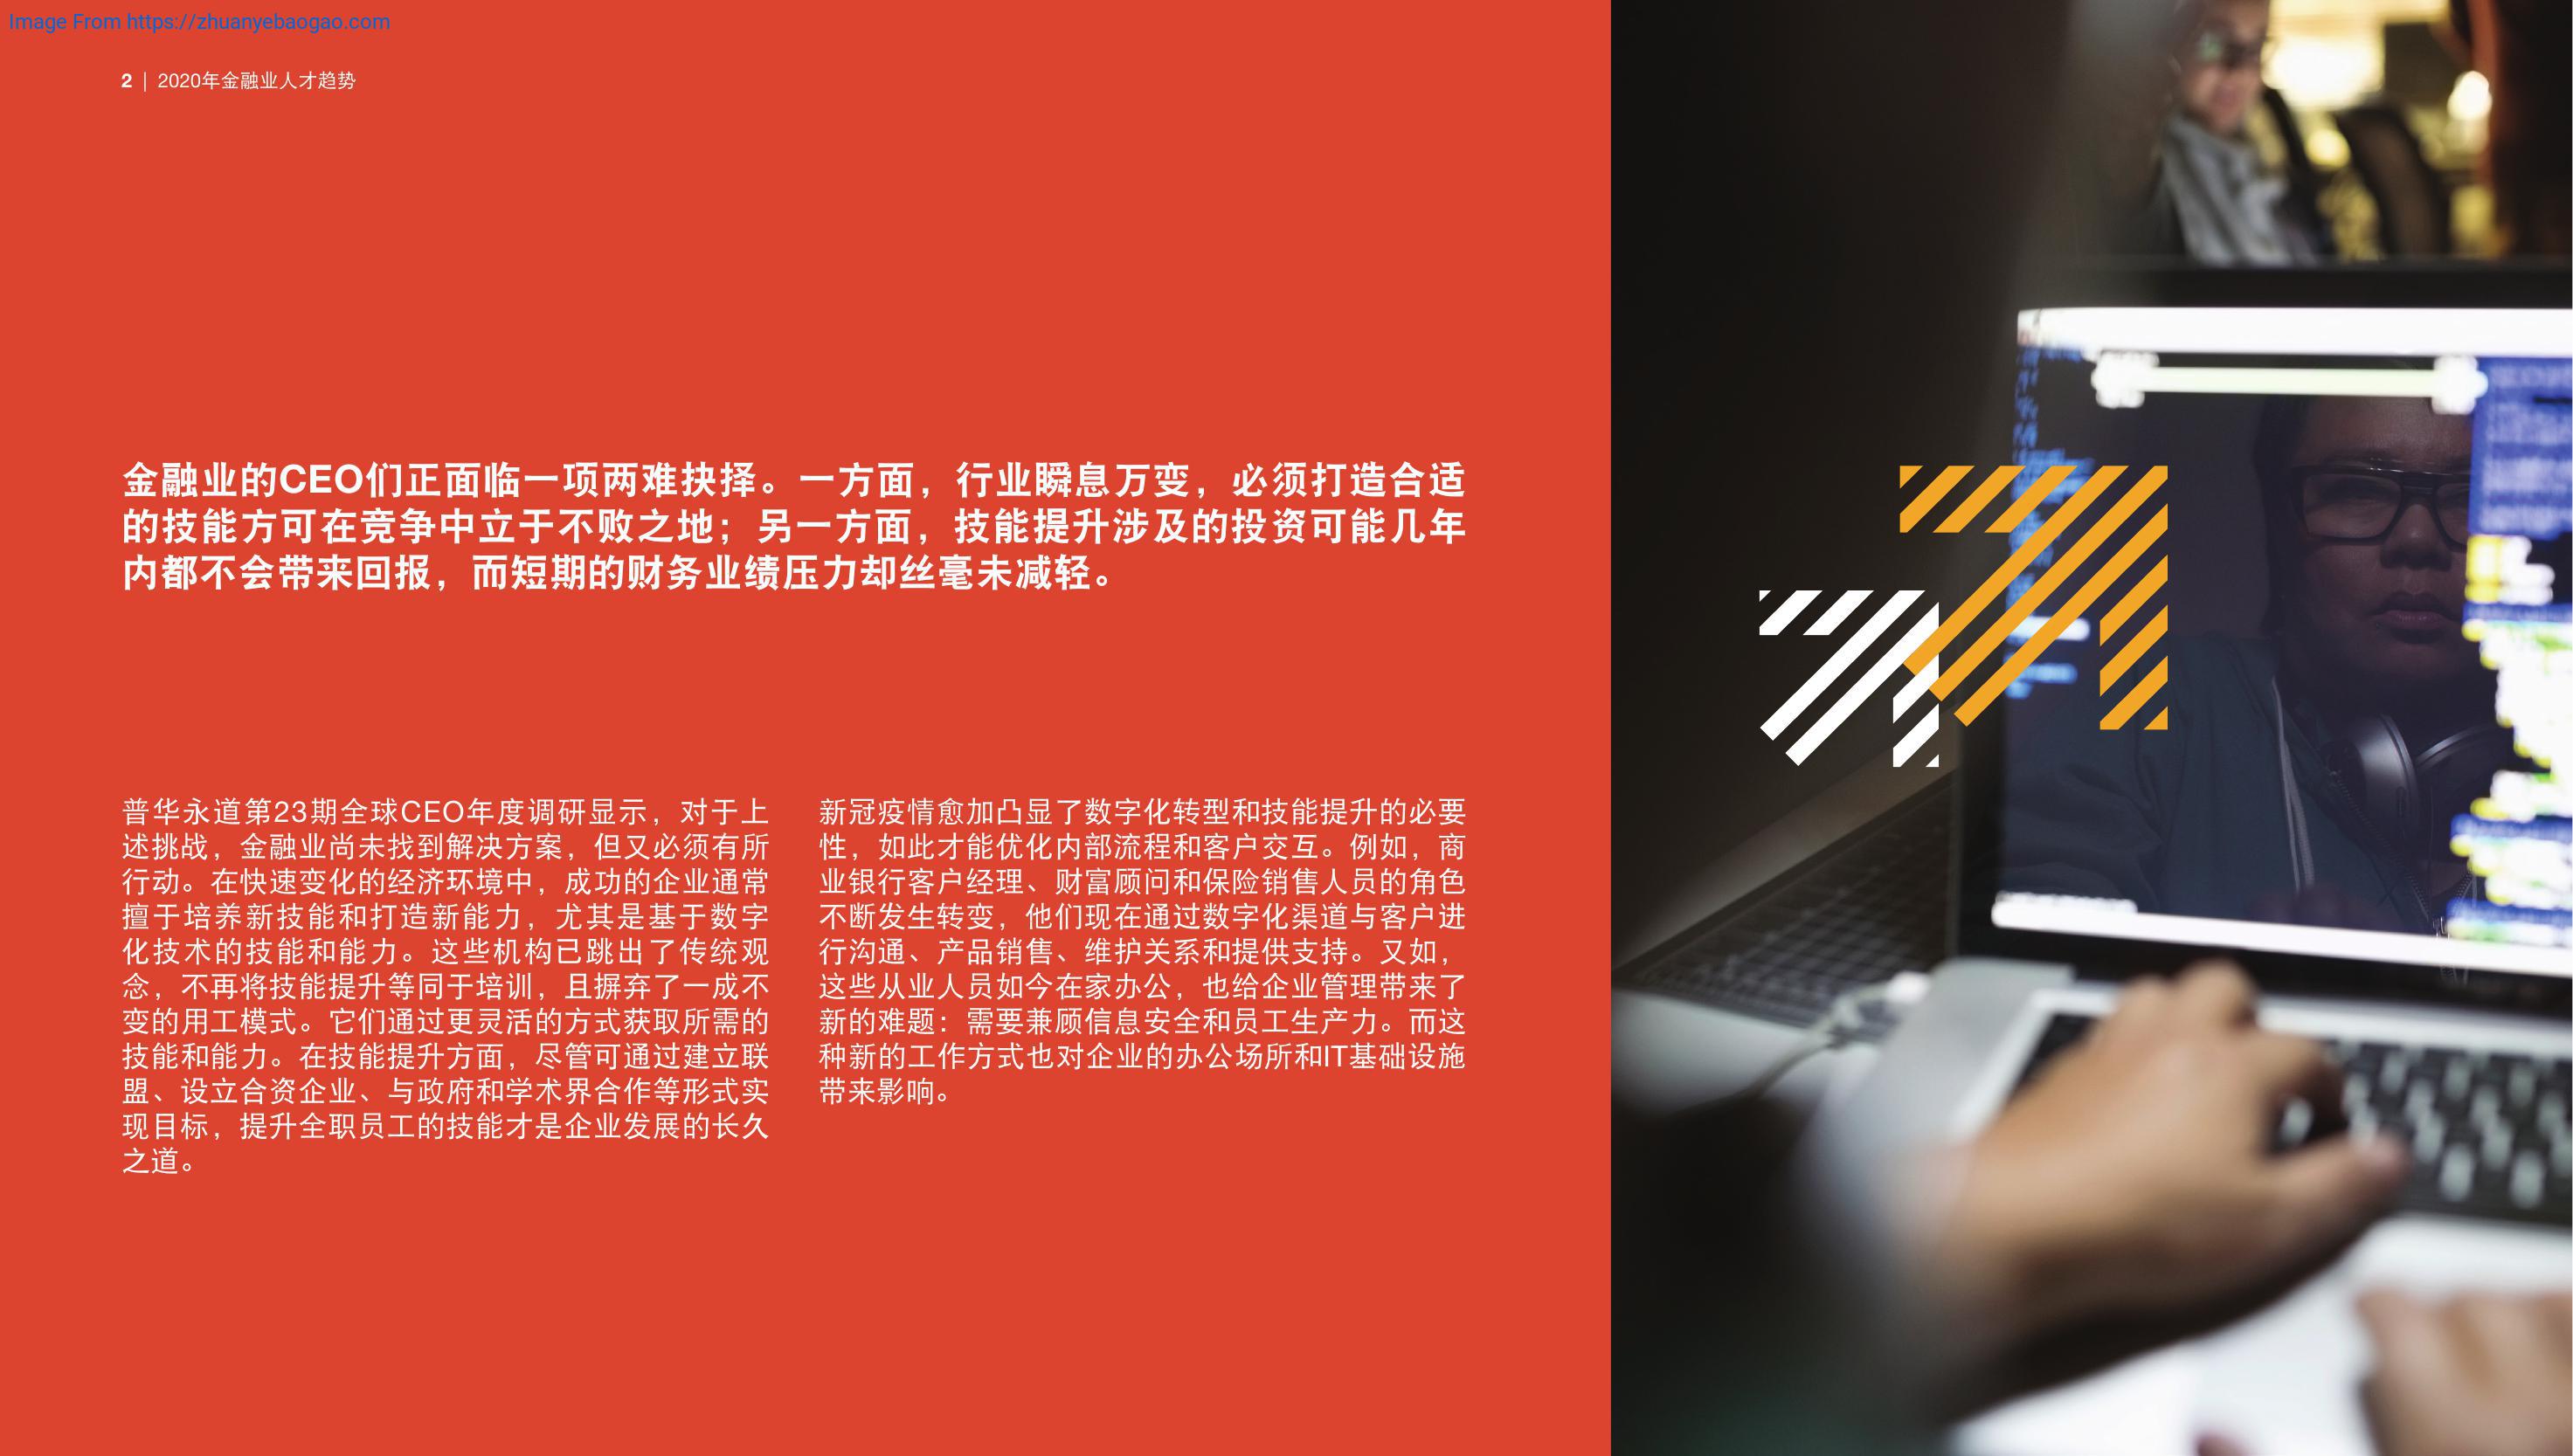 Image From https://zhuanyebaogao.com
2 | 2020年金融业人才趋势
金融业的CEO们正面临一项两难抉择。一方面，行业瞬息万变，必须打造合适
的技能方可在竞争中立于不败之地；另一方面，技能提升涉及的投资可能几年
内都不会带来回报，而短期的财务业绩压力却丝毫未减轻。
普华永道第23期全球CEO年度调研显示，对于上
述挑战，金融业尚未找到解决方案，但又必须有所
行动。在快速变化的经济环境中，成功的企业通常
擅于培养新技能和打造新能力，尤其是基于数字
化技术的技能和能力。这些机构已跳出了传统观
念，不再将技能提升等同于培训，且摒弃了一成不
变的用工模式。它们通过更灵活的方式获取所需的
技能和能力。在技能提升方面，尽管可通过建立联
盟、设立合资企业、与政府和学术界合作等形式实
现目标，提升全职员工的技能才是企业发展的长久
之道。
新冠疫情愈加凸显了数字化转型和技能提升的必要
性，如此才能优化内部流程和客户交互。例如，商
业银行客户经理、财富顾问和保险销售人员的角色
不断发生转变，他们现在通过数字化渠道与客户进
行沟通、产品销售、维护关系和提供支持。又如，
这些从业人员如今在家办公，也给企业管理带来了
新的难题：需要兼顾信息安全和员工生产力。而这
种新的工作方式也对企业的办公场所和IT基础设施
带来影响。